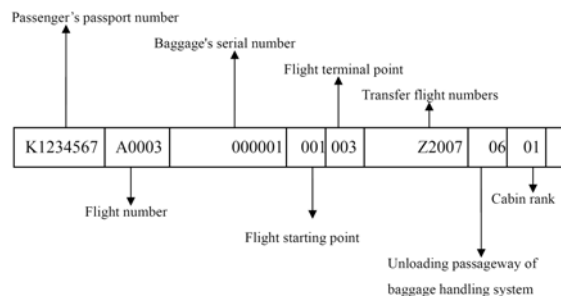 Passenger's passport number
Baggage's serial number
Flight terminal point
Transfer flight numbers
K1234567 A0003 000001 001 003 Z2007 06 01
Cabin rank
Flight number
Flight starting point
Unloading passageway of
baggage handling system